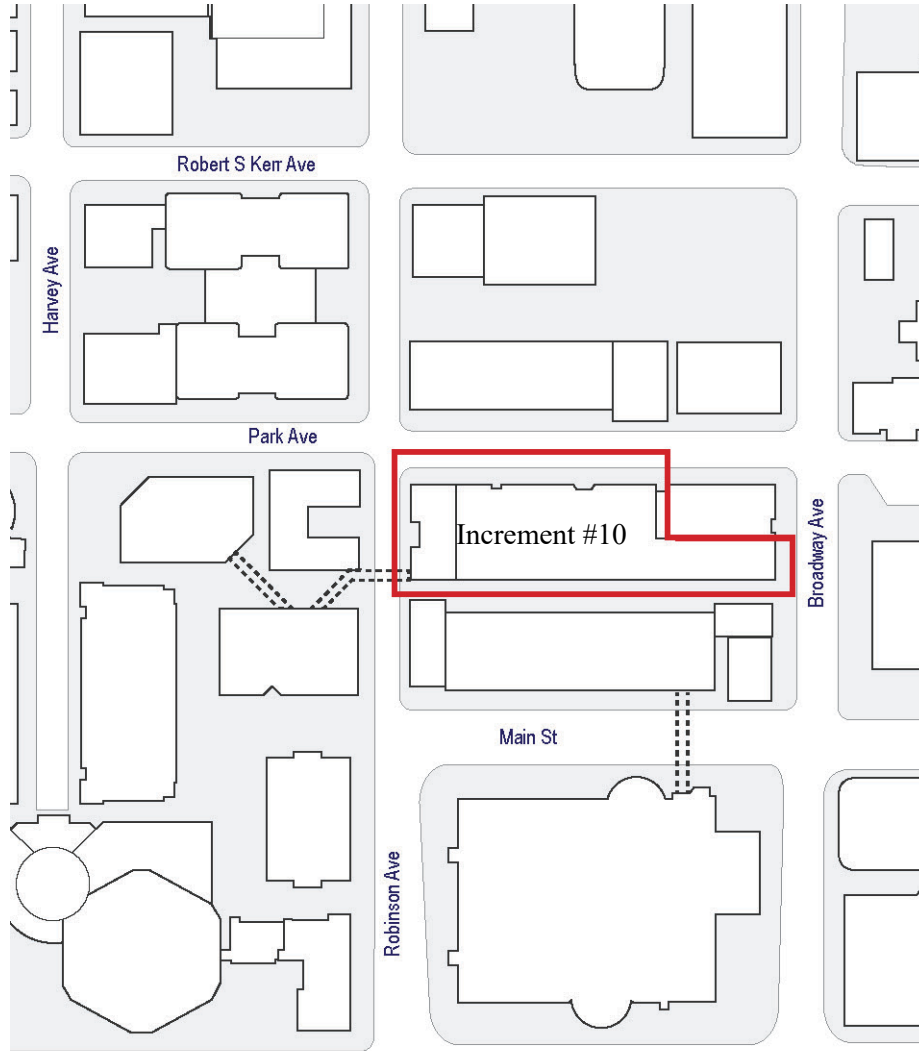 Robert S Kerr Ave
Harvey Ave
Park Ave
Increment #10
Broadway Ave
Main St
Robinson Ave